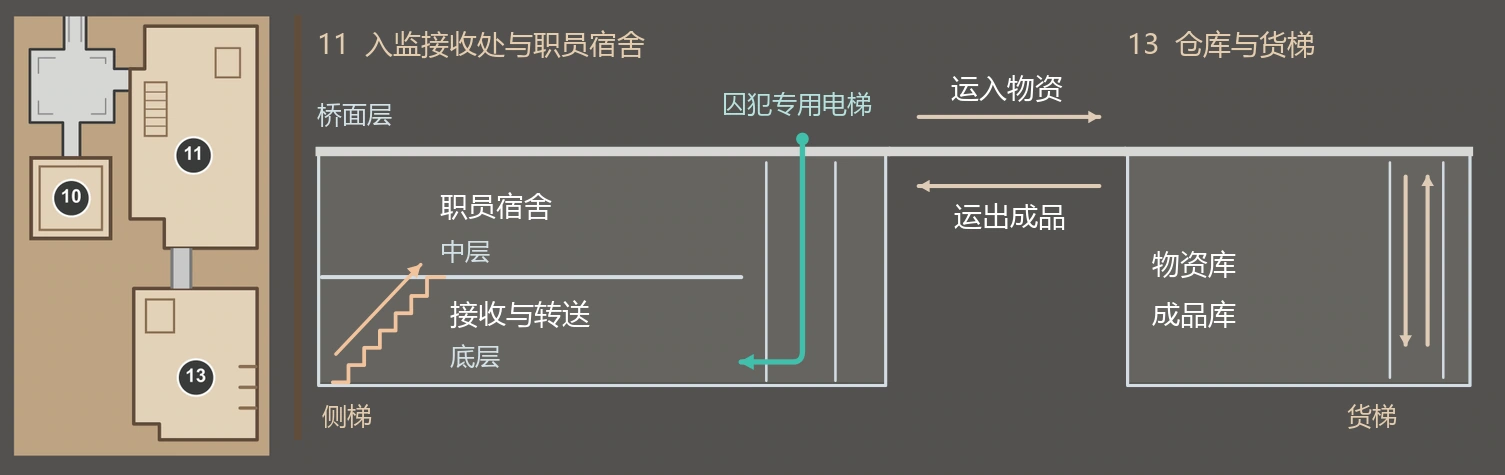 11
10
13
11 入监接收处与职员宿舍
桥面层
囚犯专用电梯
职员宿舍
中层
接收与转送
底层
侧梯
运入物资
运出成品
13 仓库与货梯
物资库
成品库
货梯